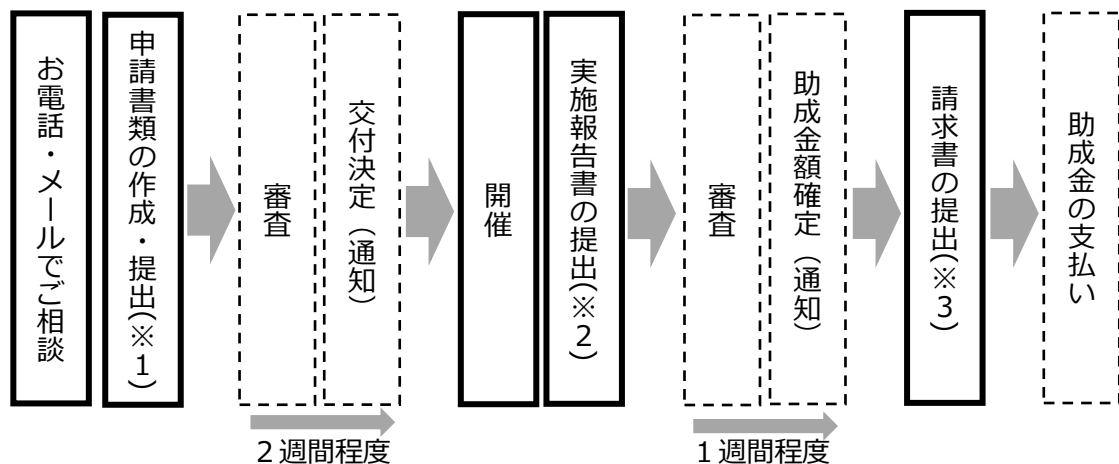 お電話・メールでご相談
申請書類の作成・提出(※1)
審査
交付決定（通知）
２週間程度
開催
実施報告書の提出(※2)
審査
助成金額確定（通知）
１週間程度
請求書の提出(※3)
助成金の支払い